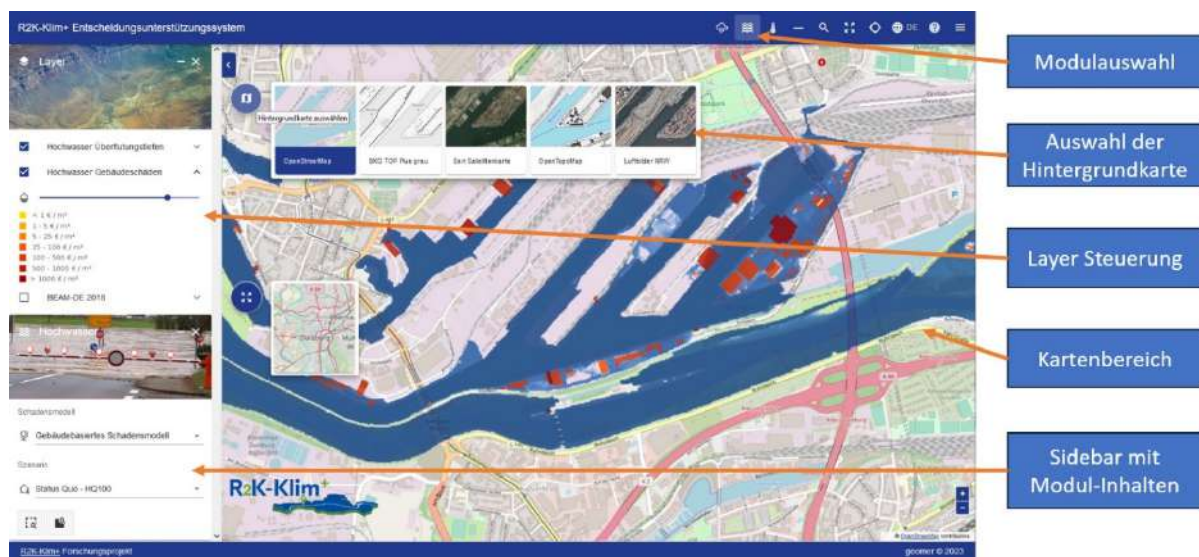 R2K-Klim+ Entscheidungsunterstützungssystem
DE
Layer
Hochwasser Überflutungstiefen
Hochwasser Gebäudeschäden
< 1 € / m²
1 - 5 € / m²
5 - 25 € / m²
25 - 100 € / m²
100 - 500 € / m²
500 - 1000 € / m²
> 1000 € / m²
BEAM-DE 2018
Hochwasser
Schadensmodell
Gebäudebasiertes Schadensmodell
Szenario
Status Quo - HQ100
Hintergrundkarte auswählen
OpenStreetMap
BKG TOP Plus grau
OpenTopoMap
Luftbilder NRW
R2K-Klim+
© OpenStreetMap contributors
R2K-Klim+ Forschungsprojekt
geomer © 2023
Modulauswahl
Auswahl der
Hintergrundkarte
Layer Steuerung
Kartenbereich
Sidebar mit
Modul-Inhalten